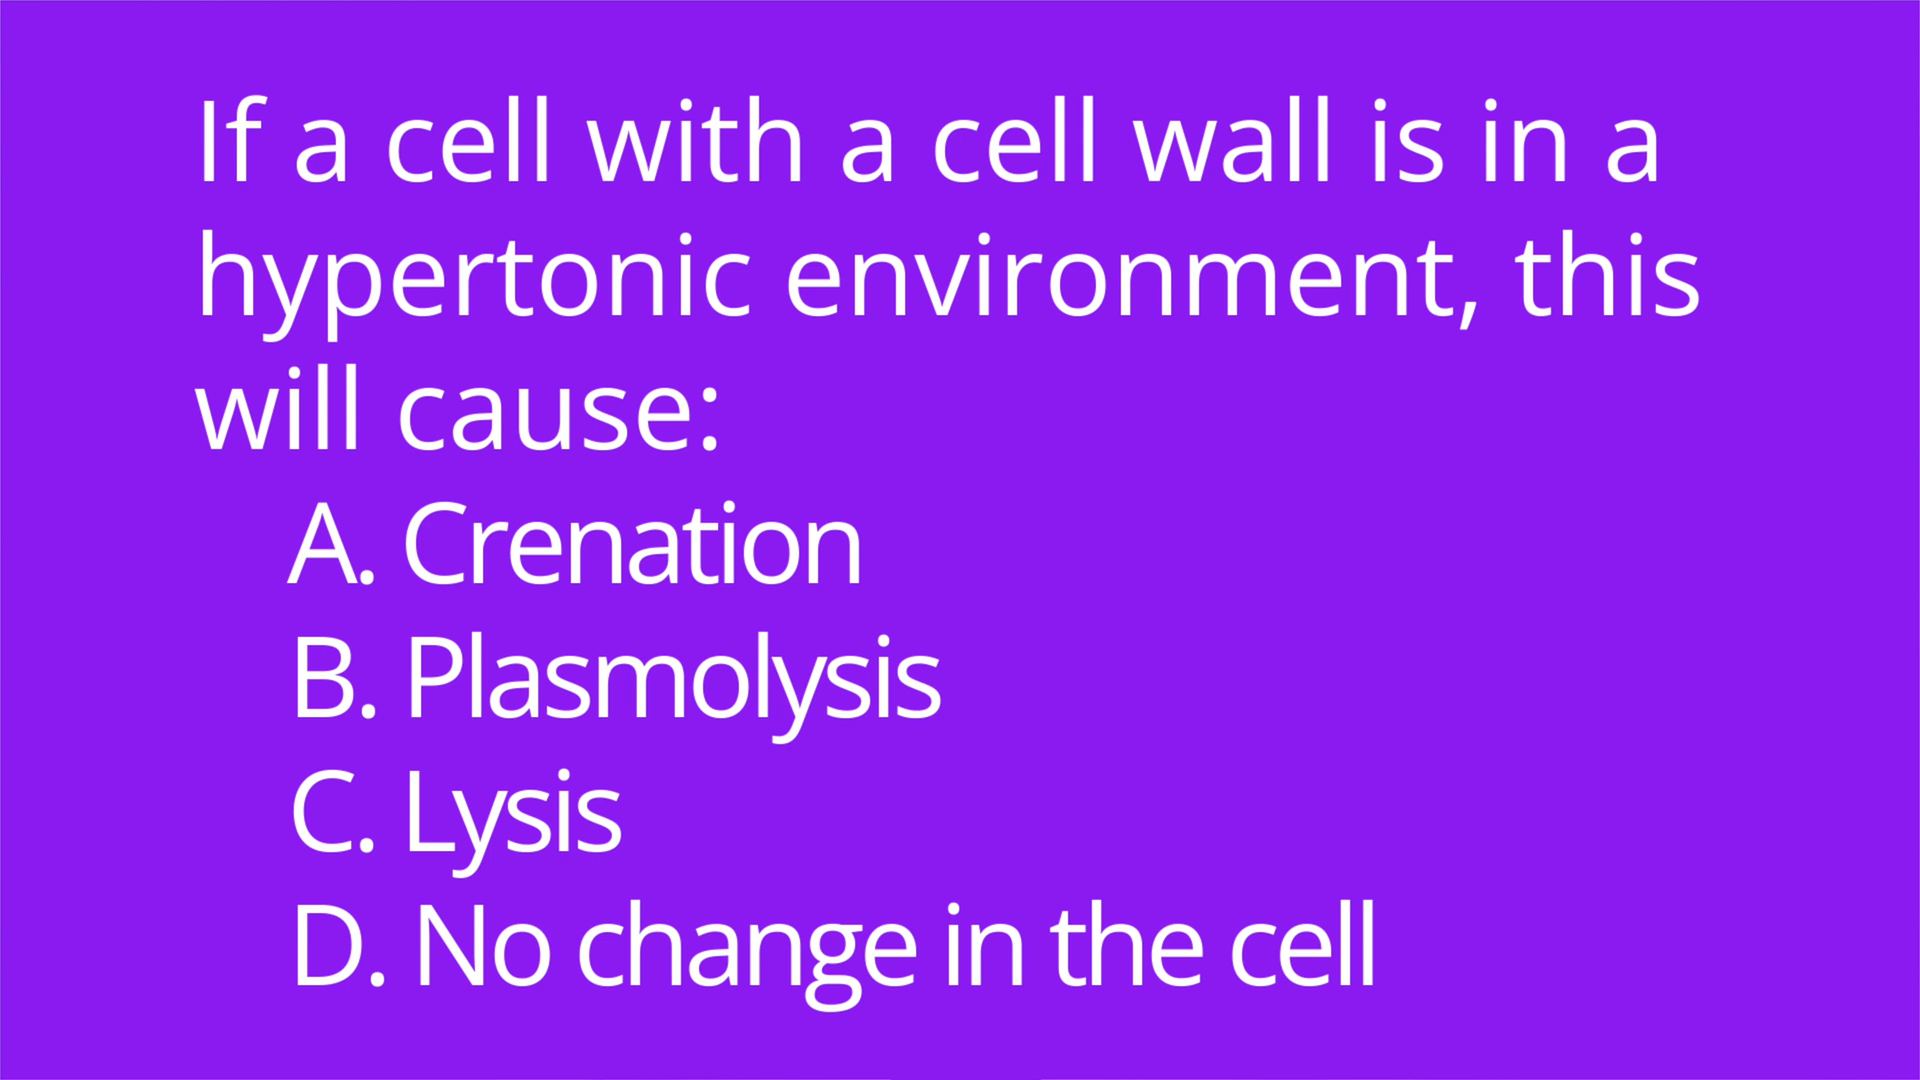 If a cell with a cell wall is in a
hypertonic environment, this
will cause:
A. Crenation
B. Plasmolysis
C. Lysis
D. No change in the cell